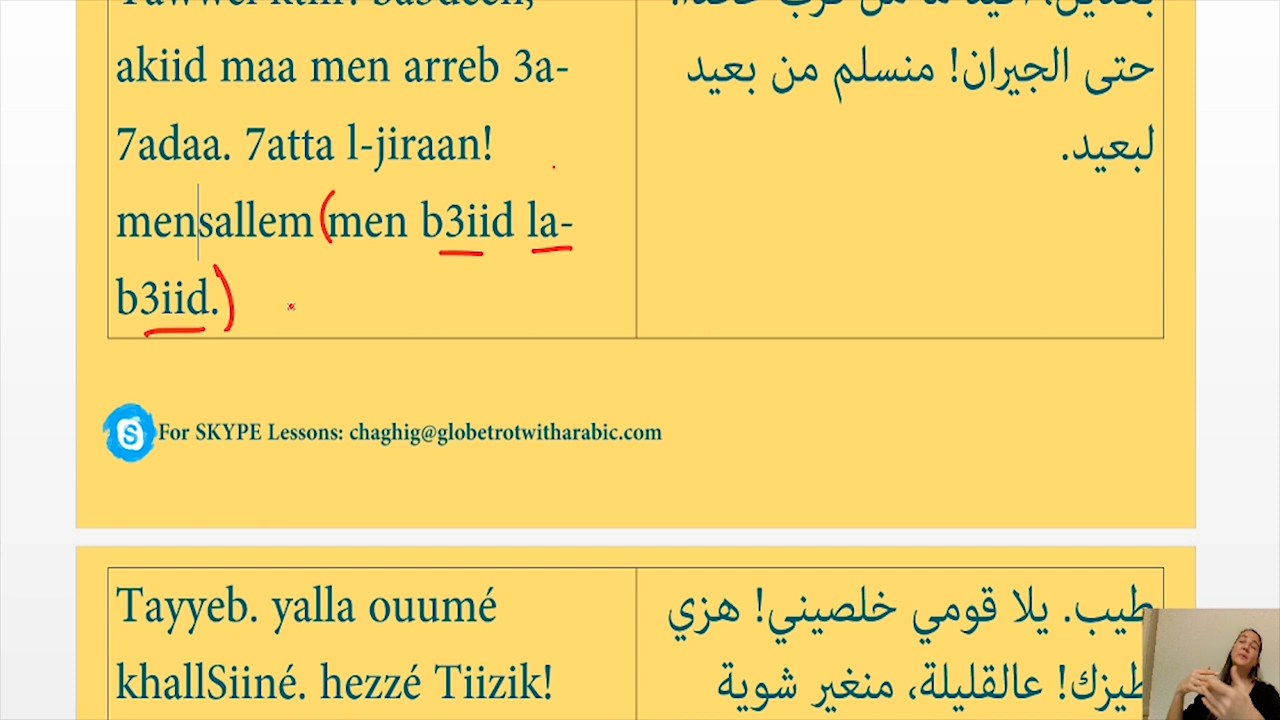 akiid maa men arreb 3a-
7adaa. 7atta l-jiraan!
mensallem (men b3iid la-
b3iid.)
حتى الجيران! منسلم من بعيد
لبعيد.
For SKYPE Lessons: chaghig@globetrotwitharabic.com
Tayyeb. yalla ouumé
khallSiiné. hezzé Tiizik!
طيب. يلا قومي خلصيني! هزي
طيزك! عالقليلة، منغير شوية